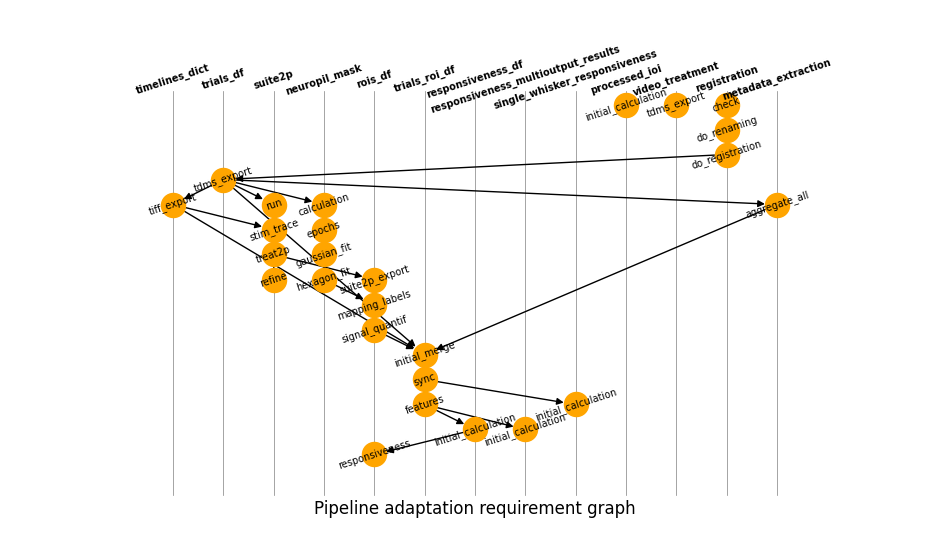 timelines_dict
trials_df
suite2p
neuropil_mask
rois_df
trials_roi_df
responsiveness_df
responsiveness_multioutput_results
single_whisker_responsiveness
processed_ioi
video_treatment
registration
metadata_extraction
initial_calculation
tdms_export
check
do_renaming
do_registration
tdms_export
tiff_export
run
calculation
aggregate_all
stim_trace
epochs
treat2p
gaussian_fit
refine
hexagon_fit
suite2p_export
mapping_labels
signal_quantif
initial_merge
sync
features
initial_calculation
initial_calculation
initial_calculation
responsiveness
Pipeline adaptation requirement graph